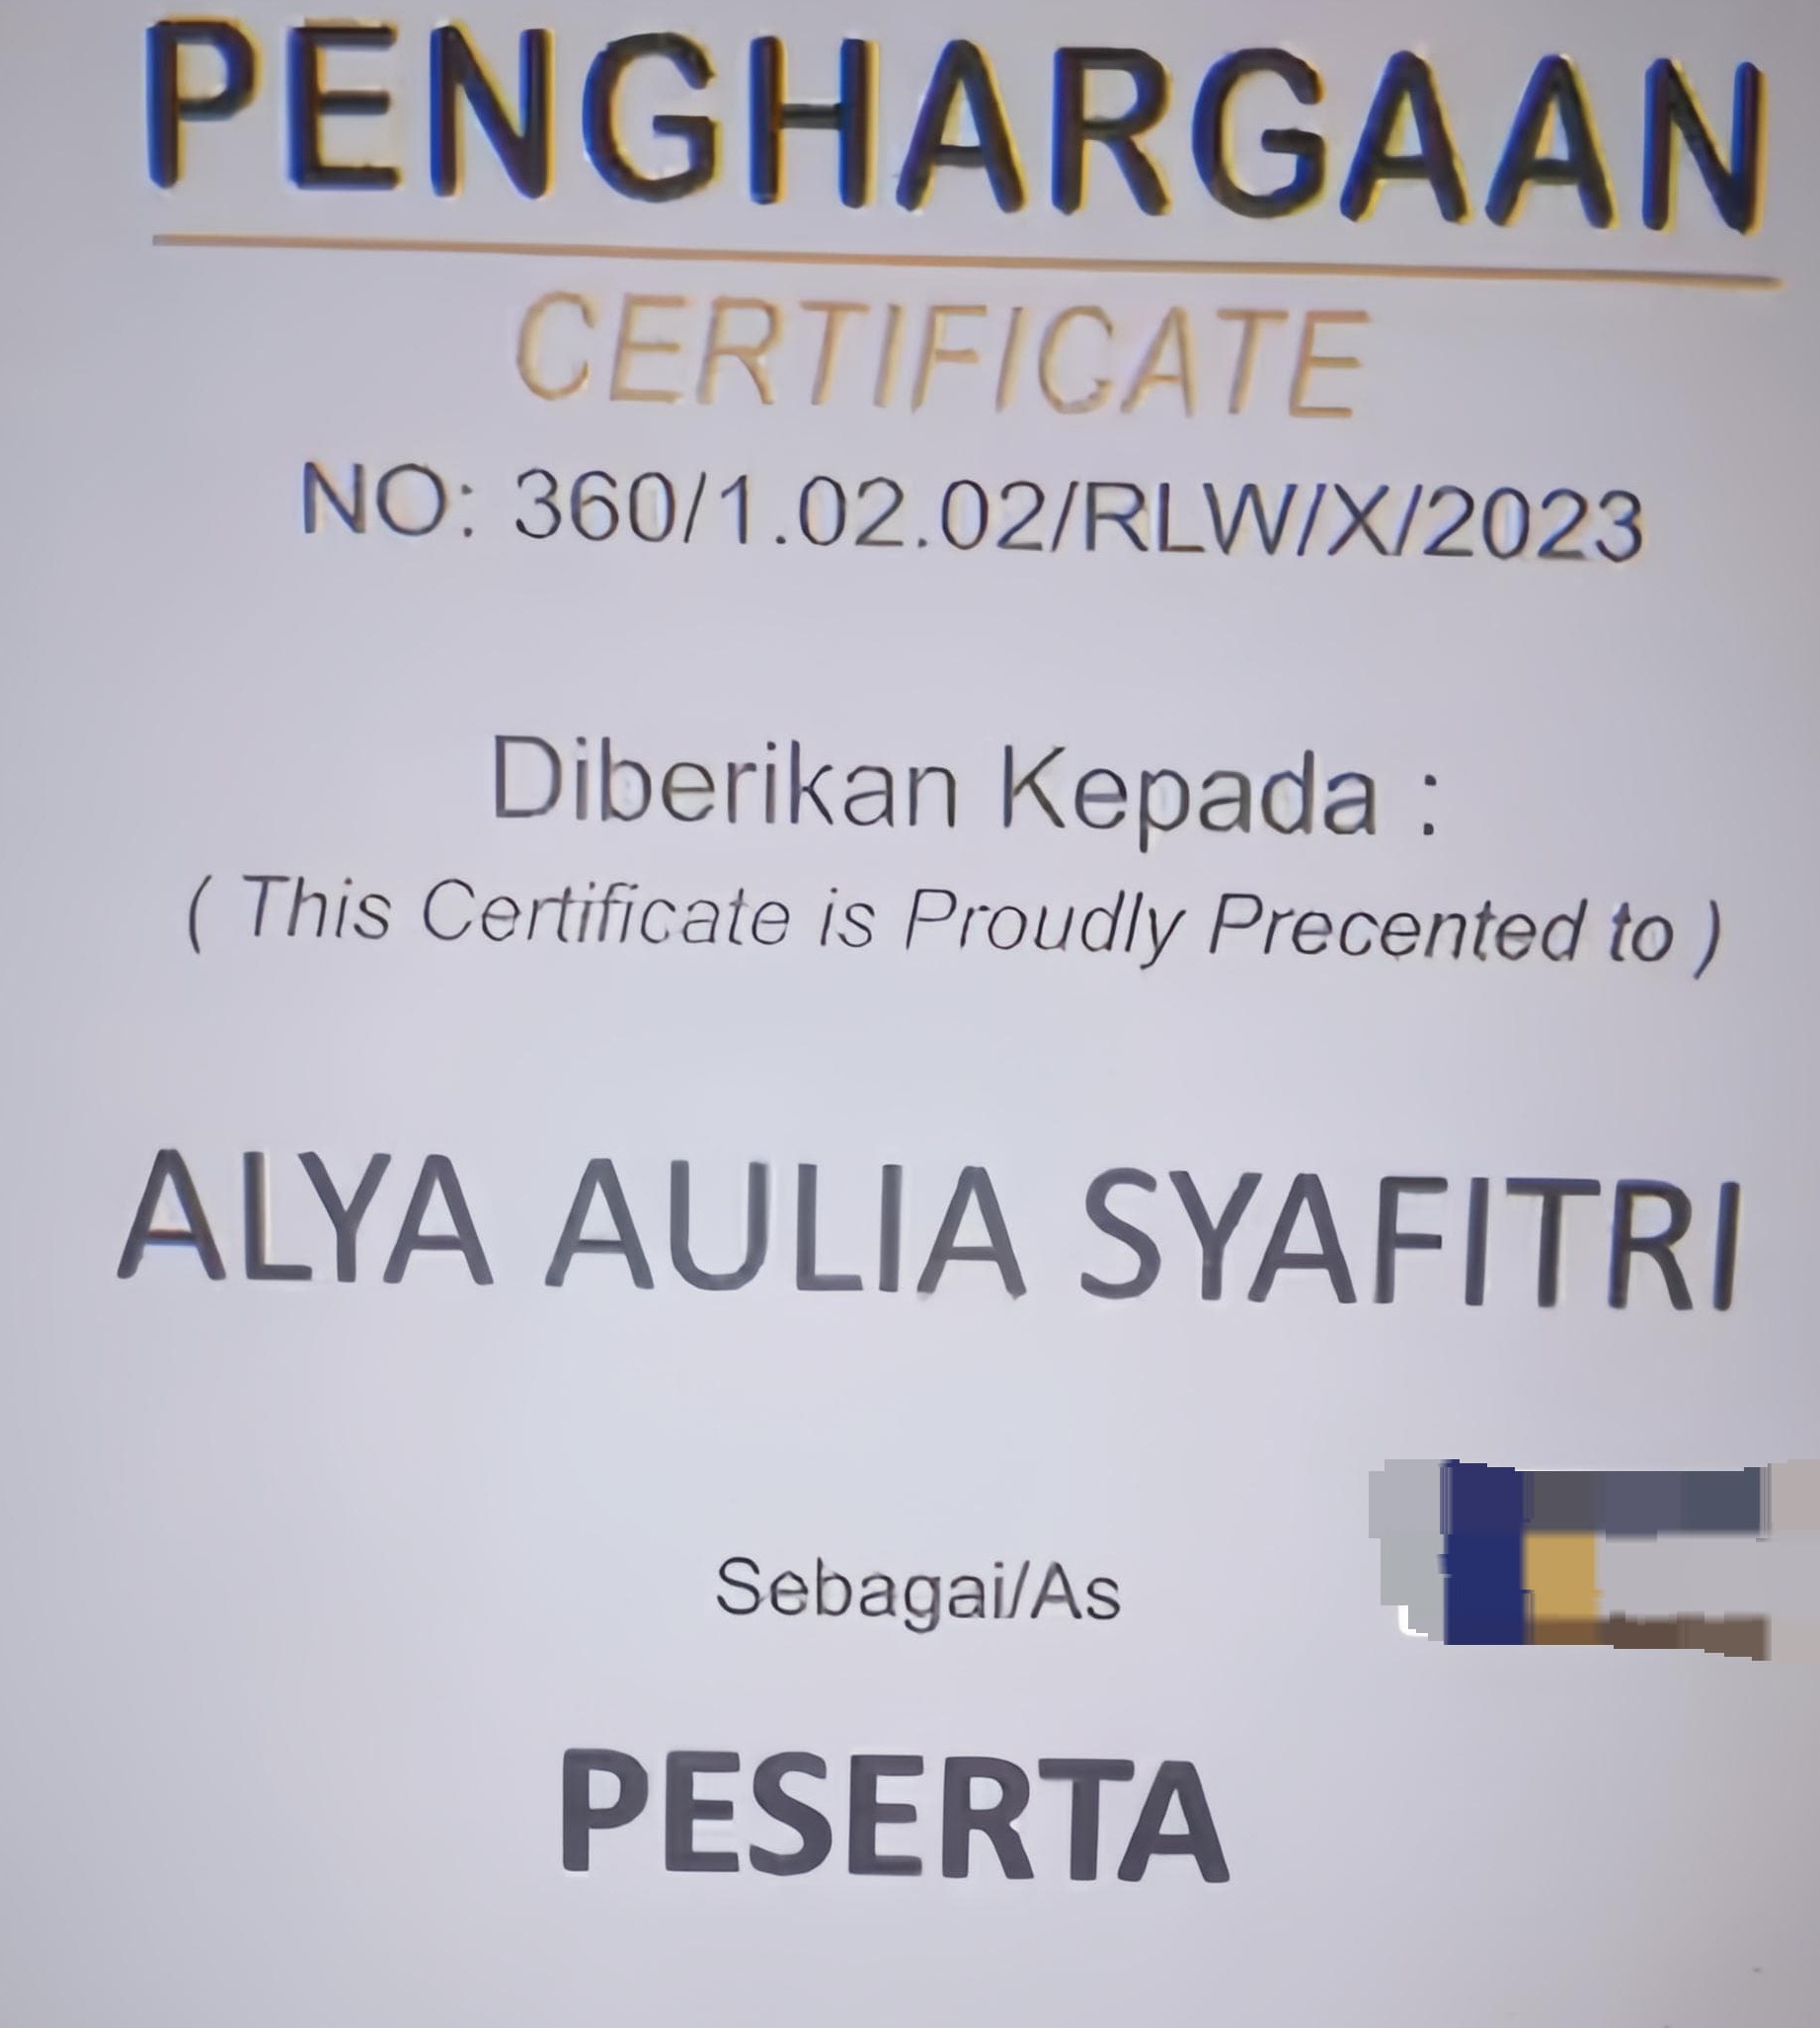 PENGHARGAAN
CERTIFICATE
NO: 360/1.02.02/RLW/X/2023
Diberikan Kepada :
( This Certificate is Proudly Precented to )
ALYA AULIA SYAFITRI
Sebagai/As
PESERTA